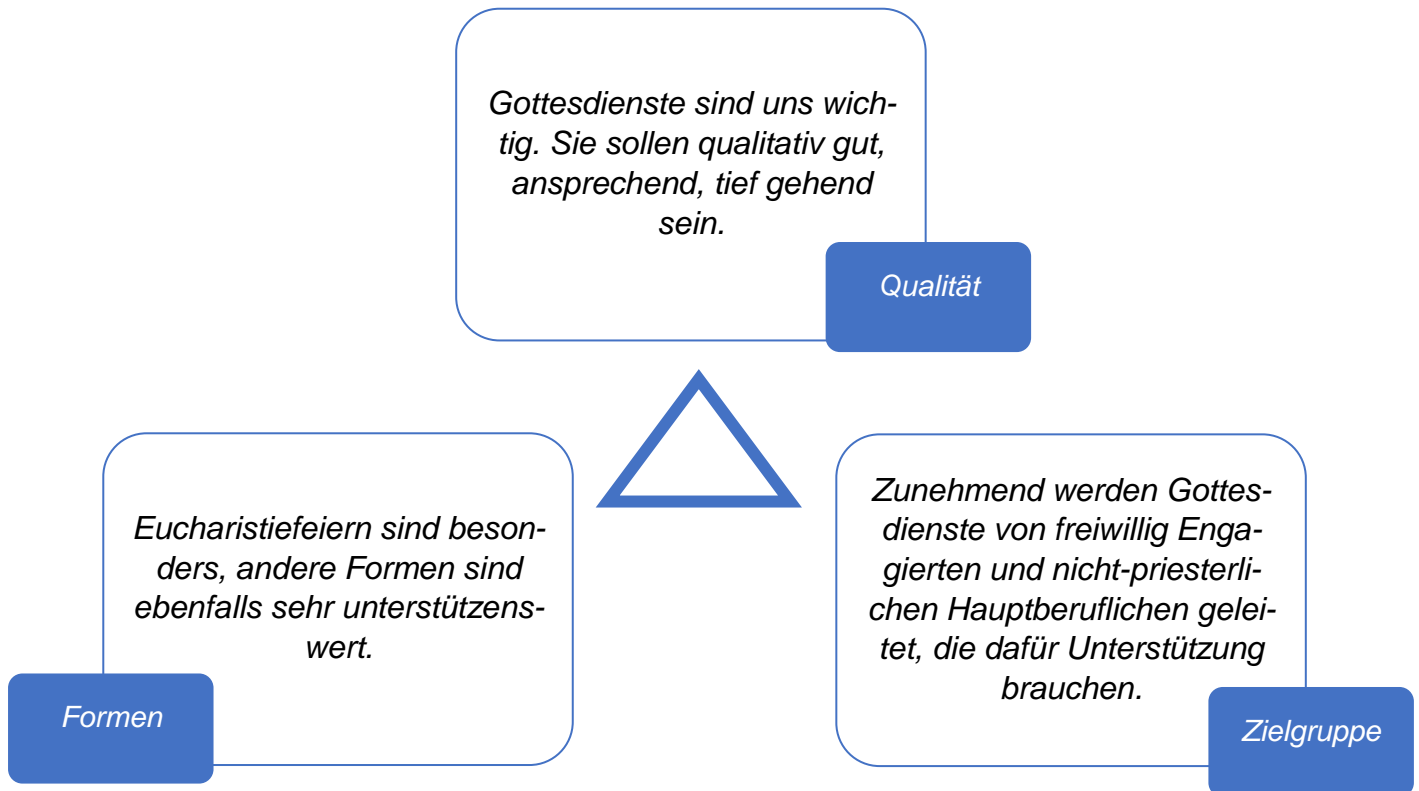 Gottesdienste sind uns wich-
tig. Sie sollen qualitativ gut,
ansprechend, tief gehend
sein.
Qualität
Eucharistiefeiern sind beson-
ders, andere Formen sind
ebenfalls sehr unterstützens-
wert.
Formen
Zunehmend werden Gottes-
dienste von freiwillig Enga-
gierten und nicht-priesterli-
chen Hauptberuflichen gelei-
tet, die dafür Unterstützung
brauchen.
Zielgruppe